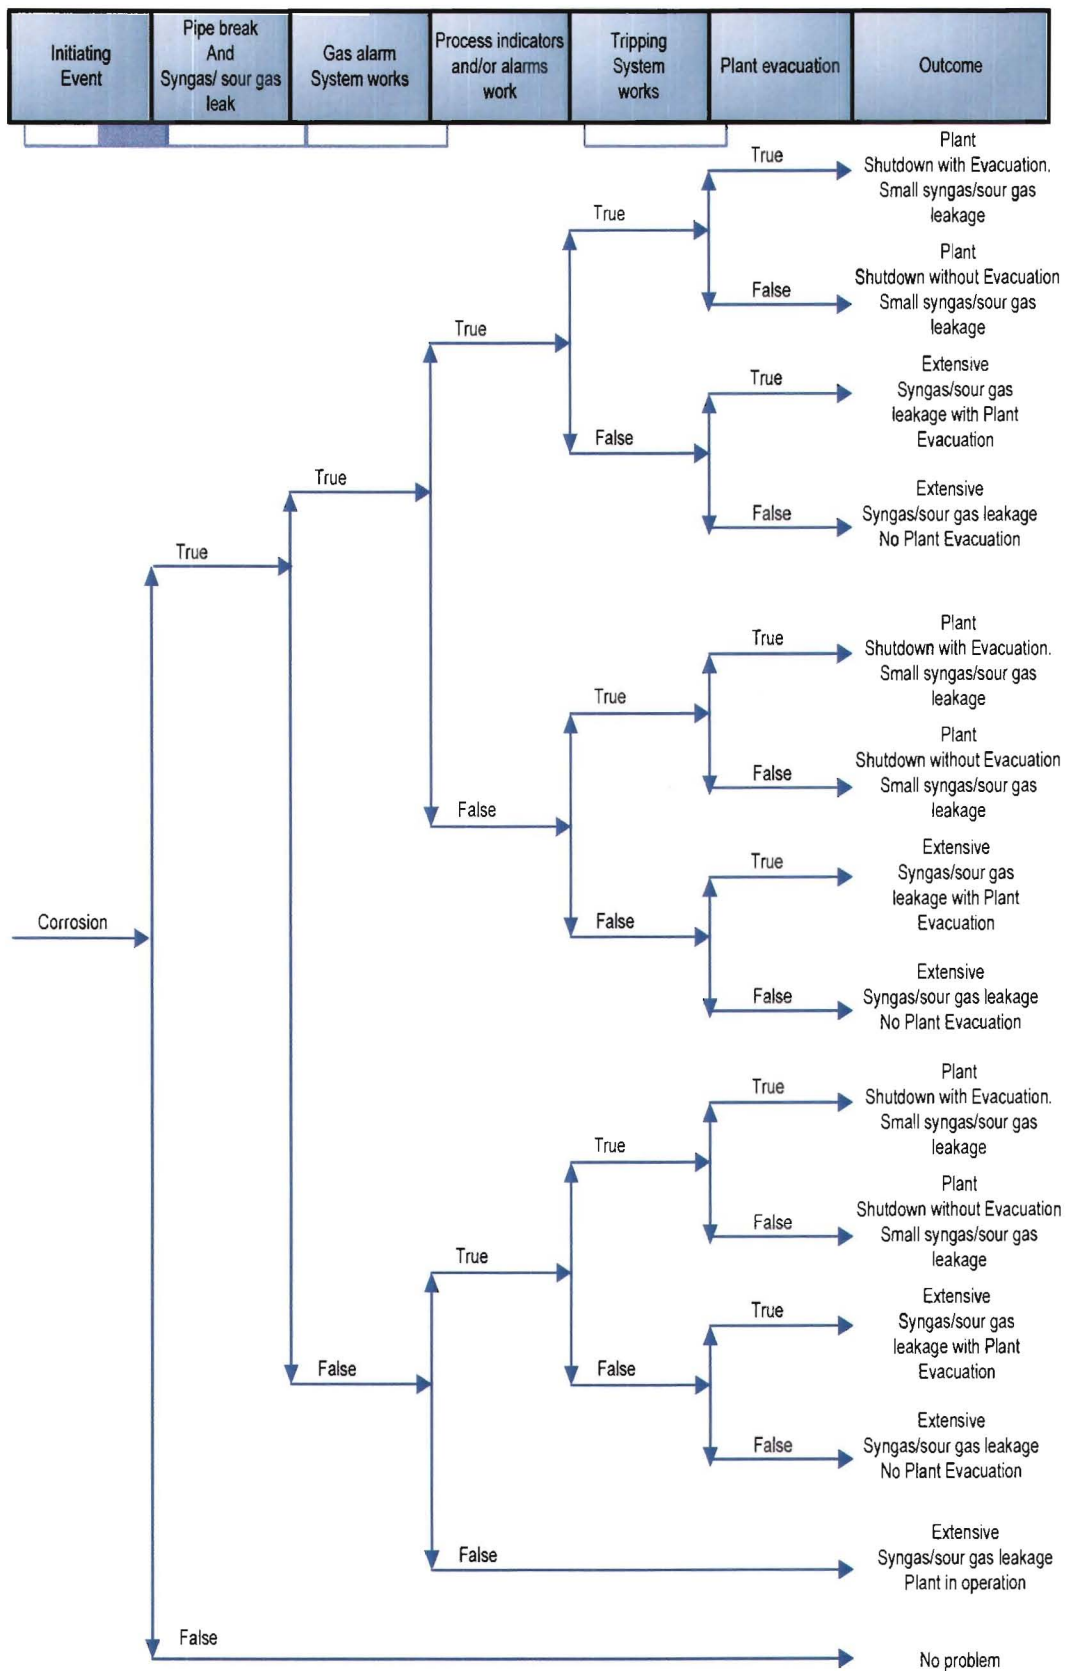 Initiating
Event
Pipe break
And
Syngas/ sour gas
leak
Gas alarm
System works
Process indicators
and/or alarms
work
Tripping
System
works
Plant evacuation
Outcome
True
Plant
Shutdown with Evacuation.
Small syngas/sour gas
leakage
True
False
Plant
Shutdown without Evacuation
Small syngas/sour gas
leakage
True
True
Extensive
Syngas/sour gas
leakage with Plant
Evacuation
False
True
False
Extensive
Syngas/sour gas leakage
No Plant Evacuation
True
True
Plant
Shutdown with Evacuation.
Small syngas/sour gas
leakage
True
False
Plant
Shutdown without Evacuation
Small syngas/sour gas
leakage
False
True
Extensive
Syngas/sour gas
leakage with Plant
Evacuation
Corrosion
False
False
Extensive
Syngas/sour gas leakage
No Plant Evacuation
True
Plant
Shutdown with Evacuation.
Small syngas/sour gas
leakage
True
False
Plant
Shutdown without Evacuation
Small syngas/sour gas
leakage
True
True
Extensive
Syngas/sour gas
leakage with Plant
Evacuation
False
False
False
Extensive
Syngas/sour gas leakage
No Plant Evacuation
False
Extensive
Syngas/sour gas leakage
Plant in operation
False
No problem